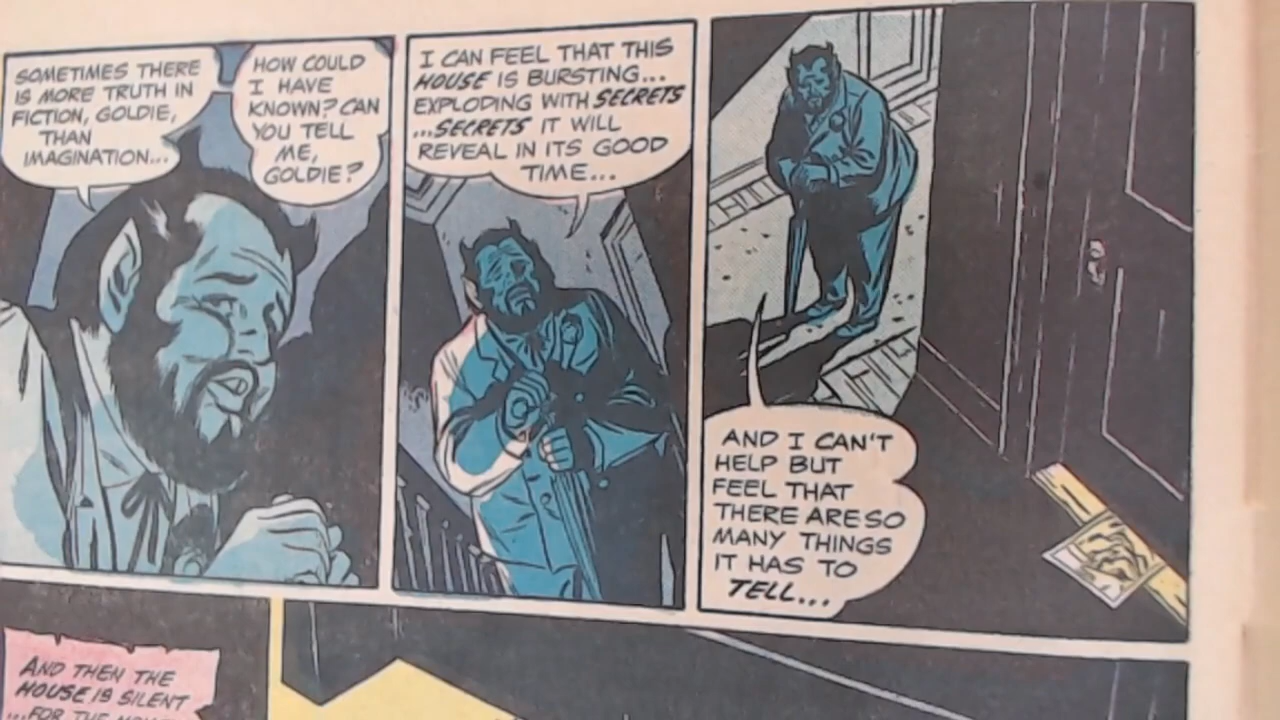 SOMETIMES THERE
IS MORE TRUTH IN
FICTION, GOLDIE,
THAN
IMAGINATION...
HOW COULD
I HAVE
KNOWN? CAN
YOU TELL
ME,
GOLDIE?
I CAN FEEL THAT THIS
HOUSE IS BURSTING...
EXPLODING WITH SECRETS
...SECRETS IT WILL
REVEAL IN ITS GOOD
TIME...
AND I CAN'T
HELP BUT
FEEL THAT
THERE ARE SO
MANY THINGS
IT HAS TO
TELL...
AND THEN THE
HOUSE IS SILENT
...FOR THE